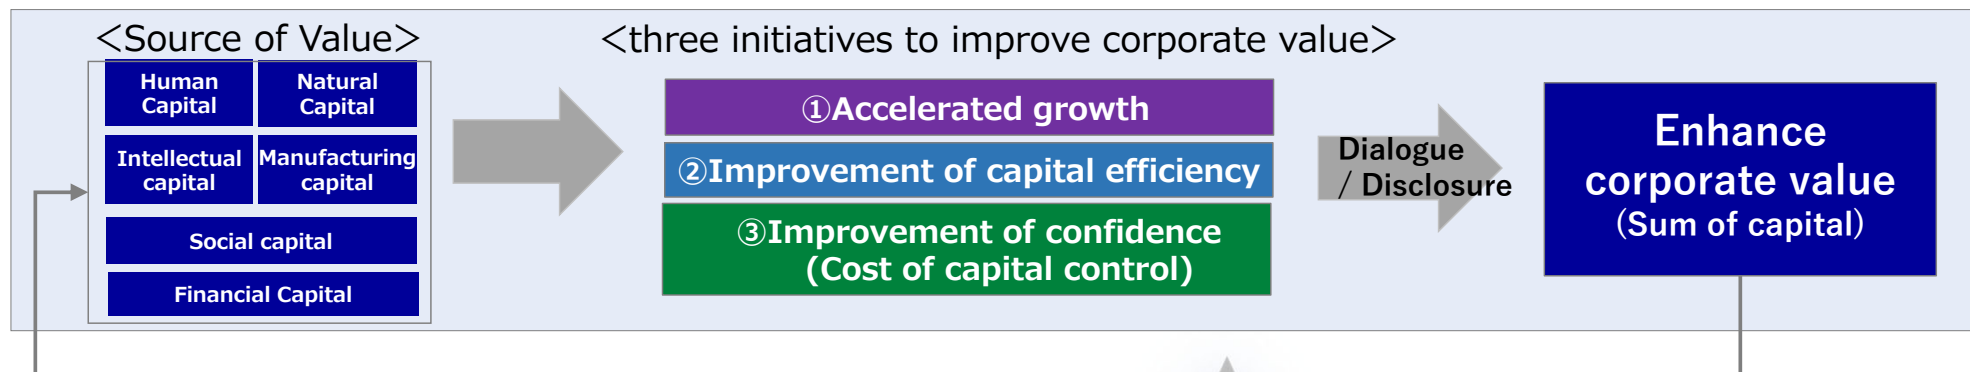 <Source of Value>
<three initiatives to improve corporate value>
Human
Capital
Natural
Capital
Intellectual
capital
Manufacturing
capital
Social capital
Financial Capital
①Accelerated growth
②Improvement of capital efficiency
③Improvement of confidence
(Cost of capital control)
Dialogue
/ Disclosure
Enhance
corporate value
(Sum of capital)